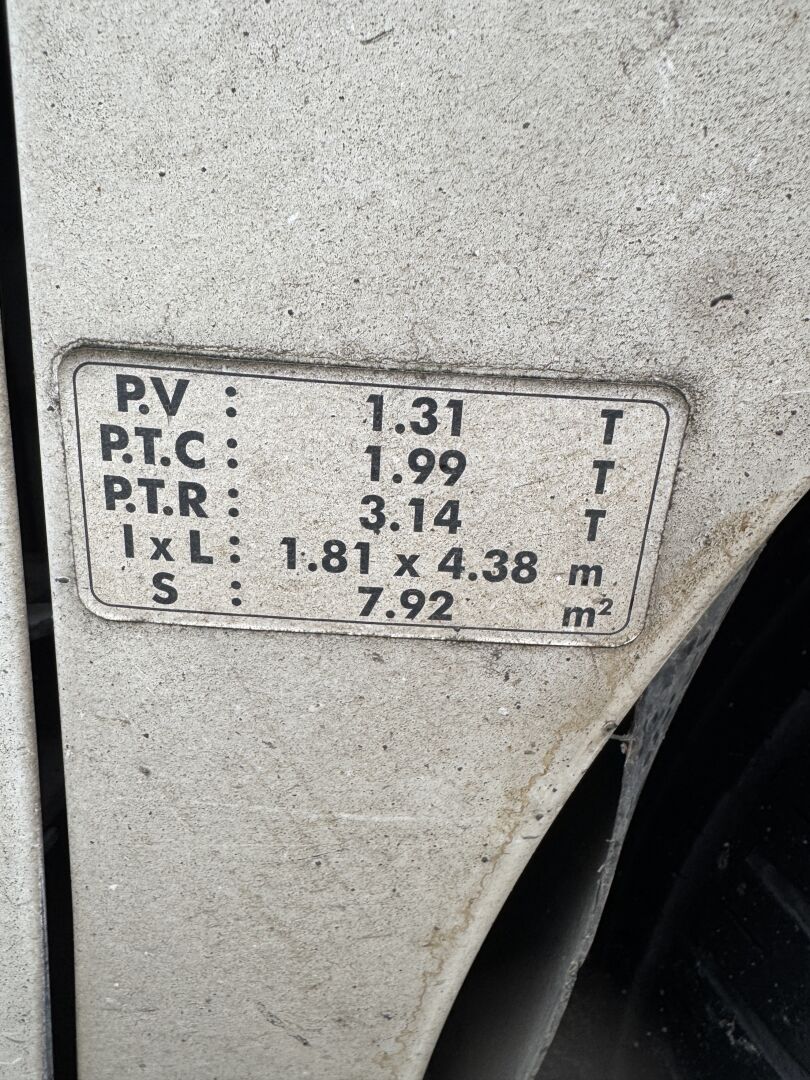 P.V : 1.31 T
P.T.C : 1.99 T
P.T.R : 3.14 T
l x L : 1.81 x 4.38 m
S : 7.92 m²